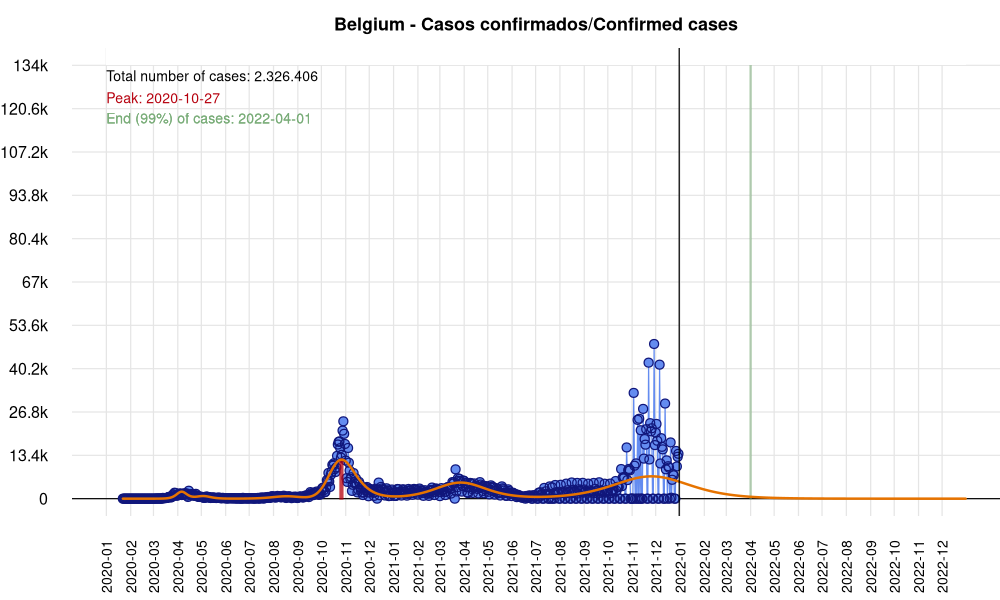 Belgium - Casos confirmados/Confirmed cases
Total number of cases: 2.326.406
Peak: 2020-10-27
End (99%) of cases: 2022-04-01
134k
120.6k
107.2k
93.8k
80.4k
67k
53.6k
40.2k
26.8k
13.4k
0
2020-01
2020-02
2020-03
2020-04
2020-05
2020-06
2020-07
2020-08
2020-09
2020-10
2020-11
2020-12
2021-01
2021-02
2021-03
2021-04
2021-05
2021-06
2021-07
2021-08
2021-09
2021-10
2021-11
2021-12
2022-01
2022-02
2022-03
2022-04
2022-05
2022-06
2022-07
2022-08
2022-09
2022-10
2022-11
2022-12